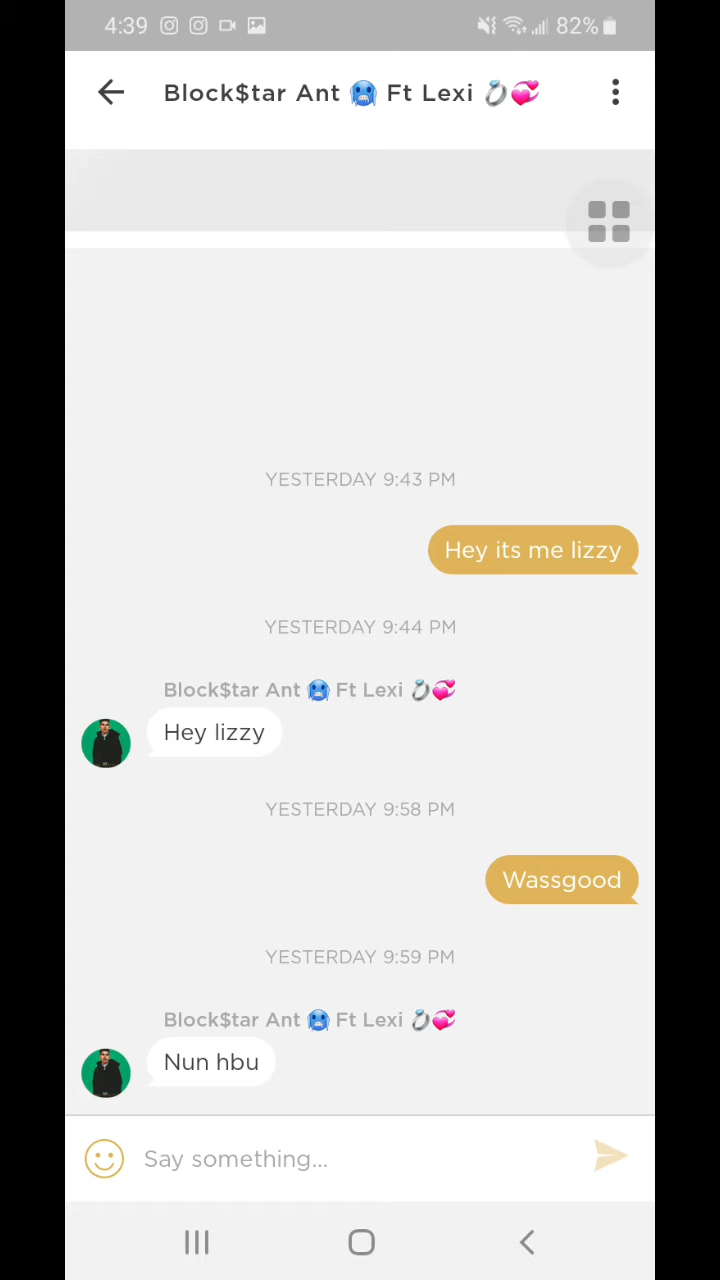 4:39 82%
Block$tar Ant 🥶 Ft Lexi 💍💞
YESTERDAY 9:43 PM
Hey its me lizzy
YESTERDAY 9:44 PM
Block$tar Ant 🥶 Ft Lexi 💍💞
Hey lizzy
YESTERDAY 9:58 PM
Wassgood
YESTERDAY 9:59 PM
Block$tar Ant 🥶 Ft Lexi 💍💞
Nun hbu
Say something...